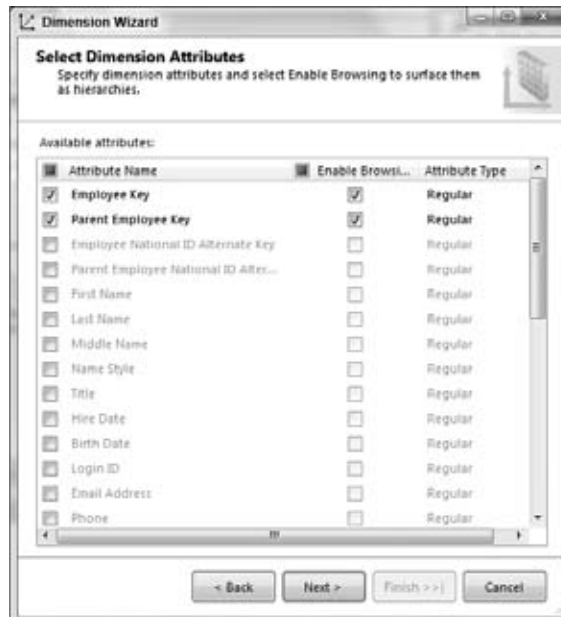 Dimension Wizard
Select Dimension Attributes
Specify dimension attributes and select Enable Browsing to surface them
as hierarchies.
Available attributes:
Attribute Name Enable Browsi... Attribute Type
Employee Key Regular
Parent Employee Key Regular
Employee National ID Alternate Key Regular
Parent Employee National ID Alter... Regular
First Name Regular
Last Name Regular
Middle Name Regular
Name Style Regular
Title Regular
Hire Date Regular
Birth Date Regular
Login ID Regular
Email Address Regular
Phone Regular
< Back Next > Finish >>| Cancel